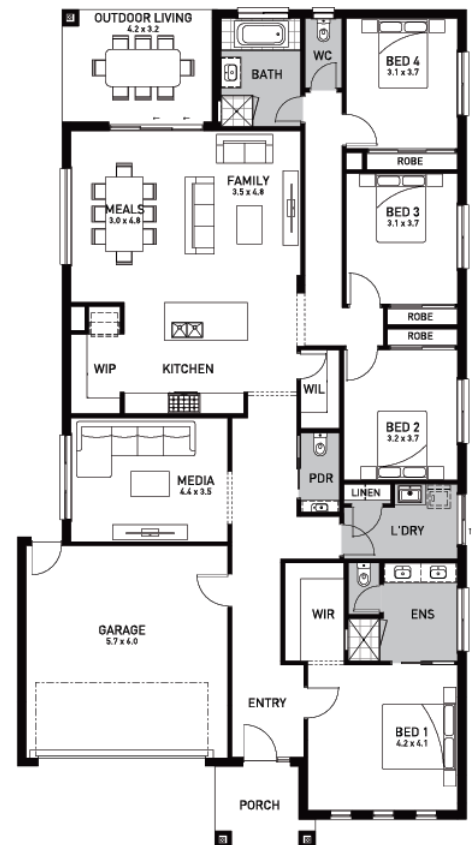 OUTDOOR LIVING
4.2 x 3.2
WC
BED 4
3.1 x 3.7
BATH
ROBE
FAMILY
3.5 x 4.8
MEALS
3.0 x 4.8
BED 3
3.1 x 3.7
ROBE
ROBE
WIP
KITCHEN
WIL
BED 2
3.2 x 3.7
MEDIA
4.4 x 3.5
PDR
LINEN
L'DRY
GARAGE
5.7 x 6.0
WIR
ENS
ENTRY
BED 1
4.2 x 4.1
PORCH